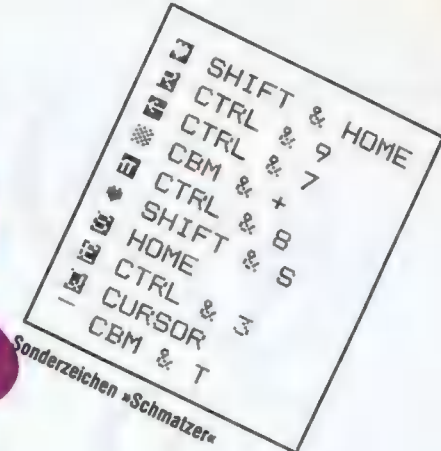 SHIFT & HOME
CTRL & 9
CTRL & 7
CBM & +
CTRL & 8
SHIFT & S
HOME
CTRL & 3
CURSOR
CBM & T
Sonderzeichen »Schmatzer«